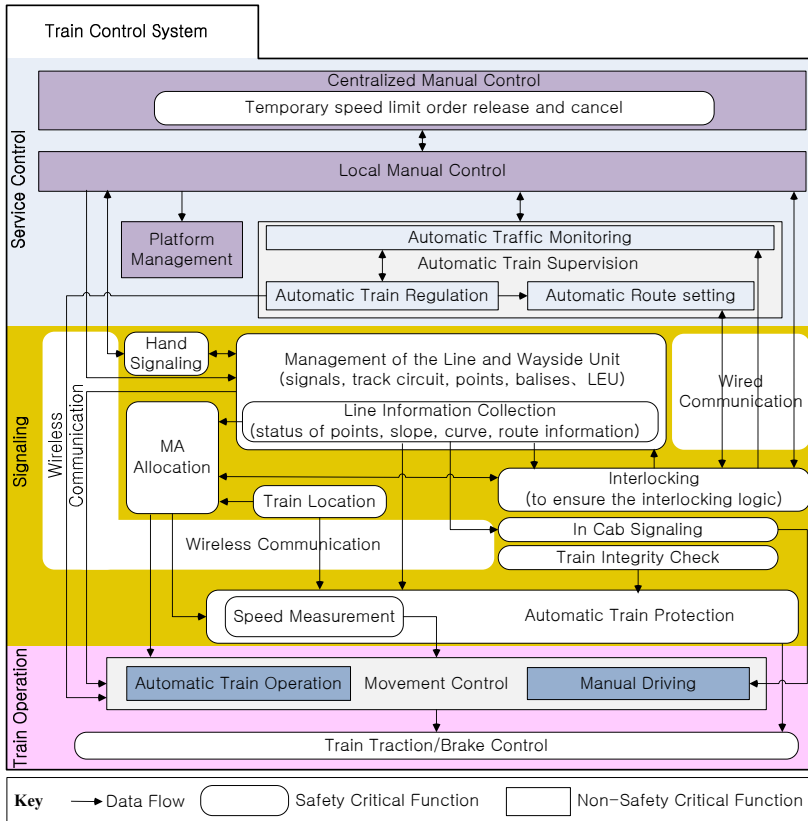 Train Control System
Service Control
Centralized Manual Control
Temporary speed limit order release and cancel
Local Manual Control
Platform
Management
Automatic Traffic Monitoring
Automatic Train Supervision
Automatic Train Regulation
Automatic Route setting
Signaling
Wireless
Communication
Hand
Signaling
Management of the Line and Wayside Unit
(signals, track circuit, points, balises、LEU)
Line Information Collection
(status of points, slope, curve, route information)
Wired
Communication
MA
Allocation
Interlocking
(to ensure the interlocking logic)
Train Location
In Cab Signaling
Wireless Communication
Train Integrity Check
Speed Measurement
Automatic Train Protection
Train Operation
Automatic Train Operation
Movement Control
Manual Driving
Train Traction/Brake Control
Key
Data Flow
Safety Critical Function
Non-Safety Critical Function